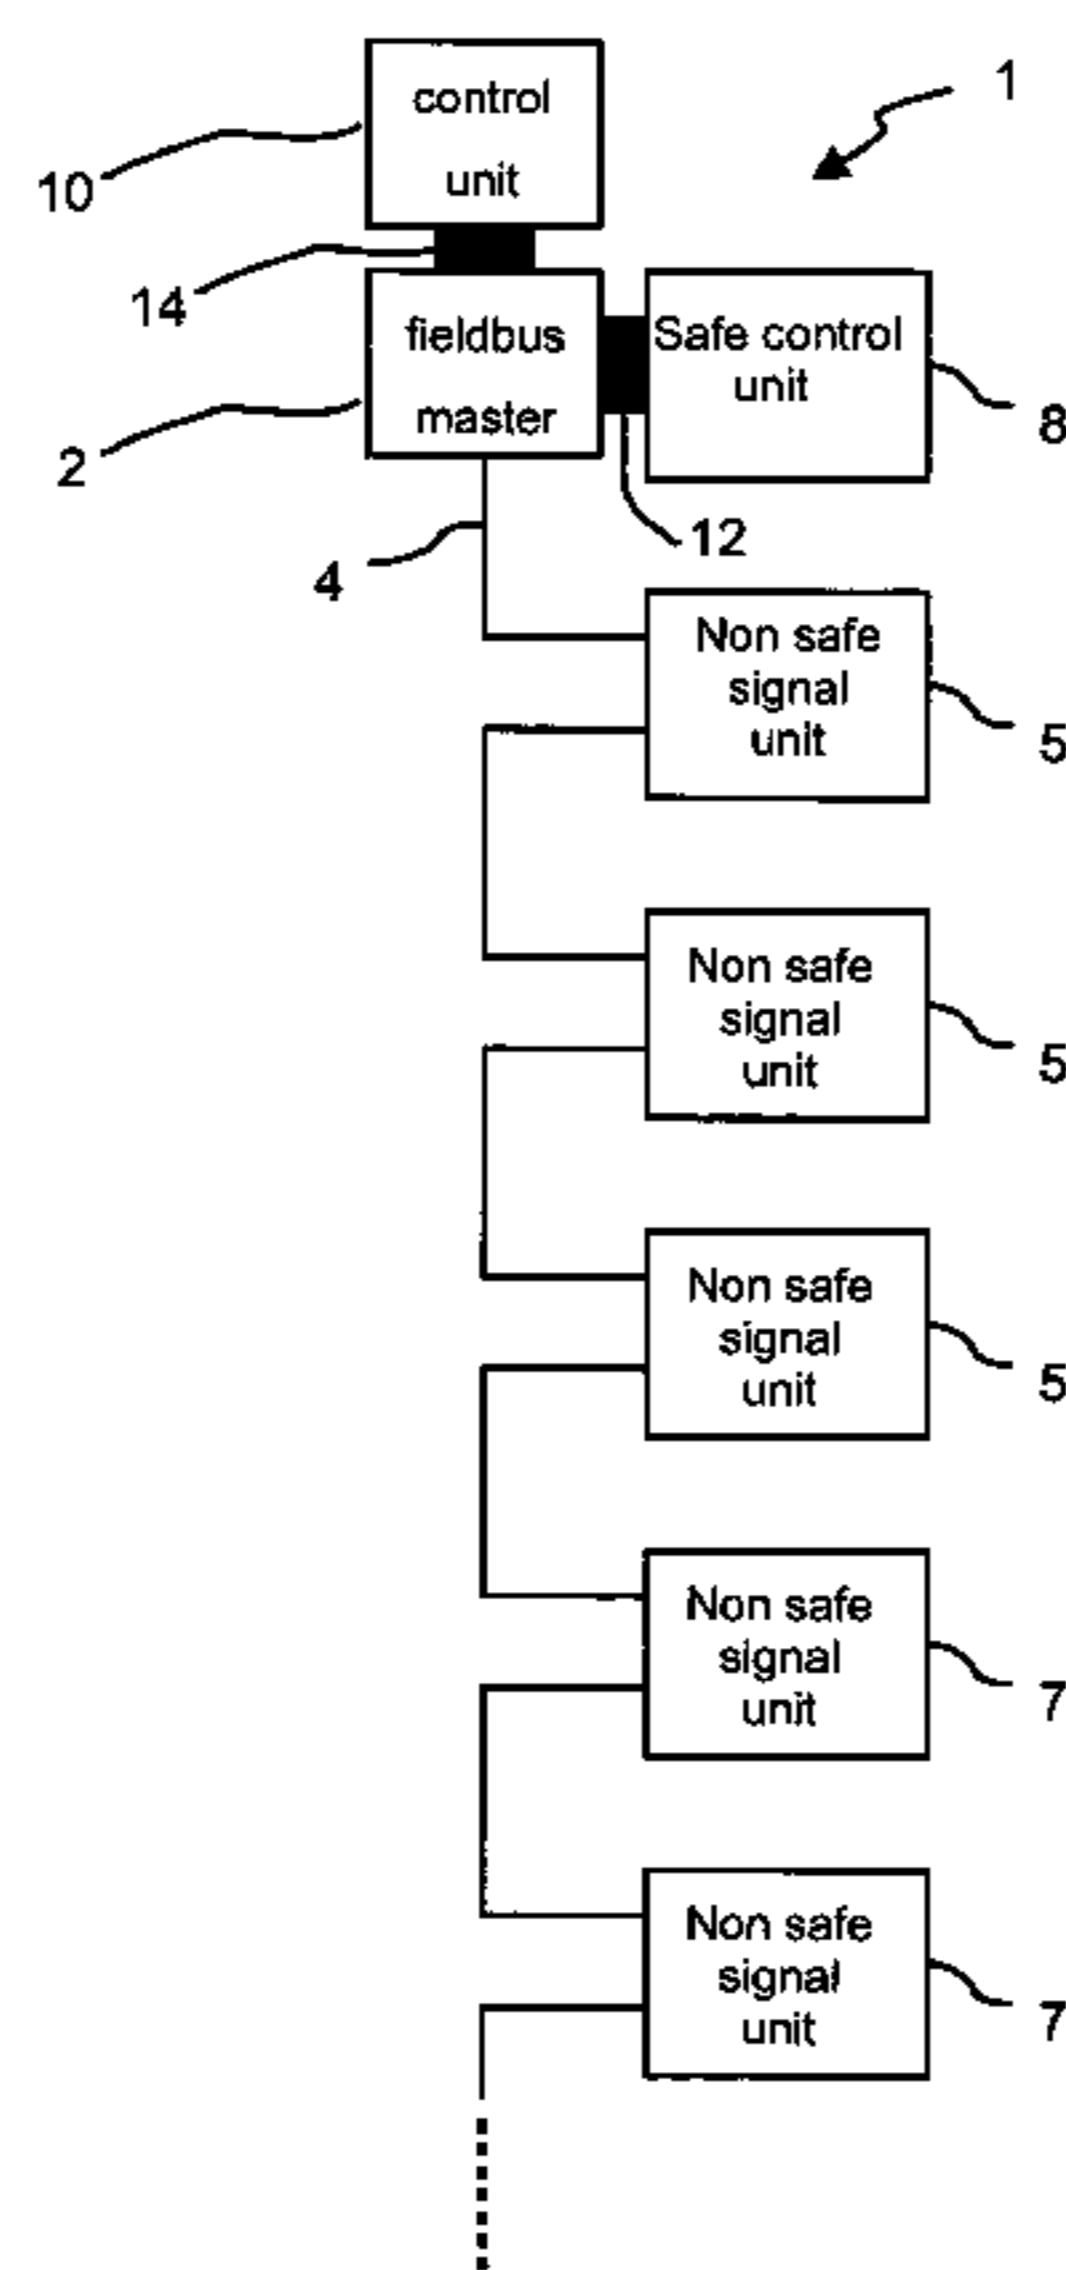 control
unit
1
10
14
fieldbus
master
Safe control
unit
2
8
12
4
Non safe
signal
unit
5
Non safe
signal
unit
5
Non safe
signal
unit
5
Non safe
signal
unit
7
Non safe
signal
unit
7